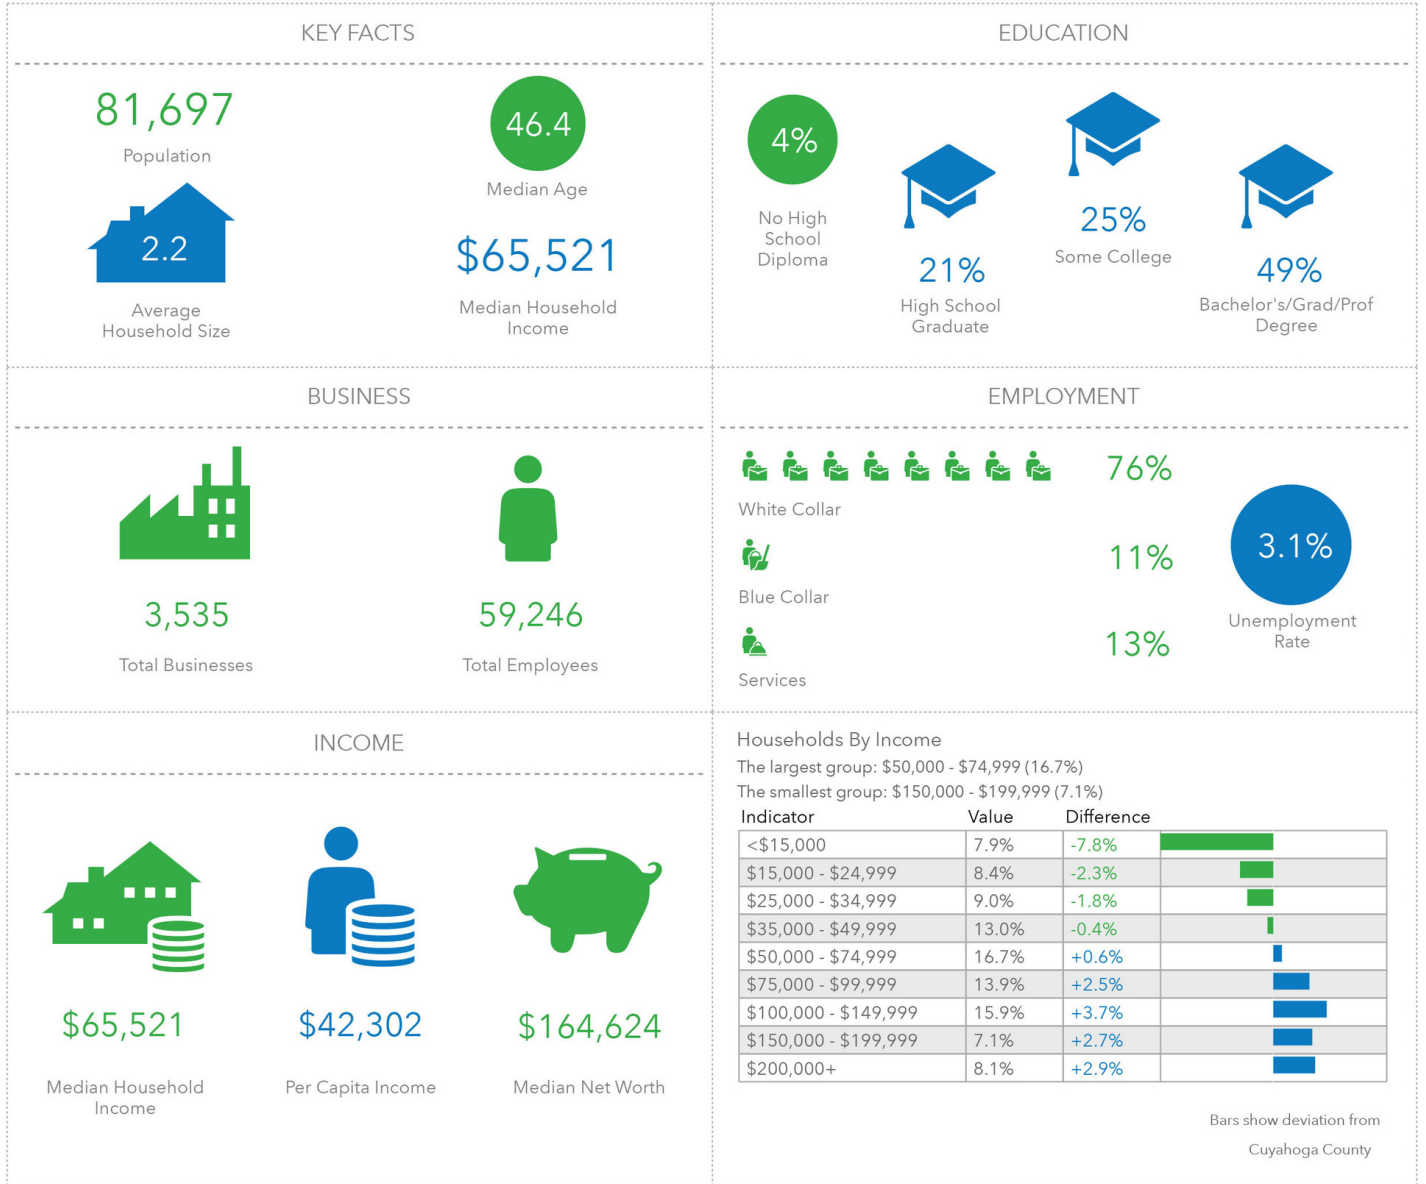 KEY FACTS
81,697
Population
46.4
Median Age
2.2
Average
Household Size
$65,521
Median Household
Income
EDUCATION
4%
No High
School
Diploma
21%
High School
Graduate
25%
Some College
49%
Bachelor's/Grad/Prof
Degree
BUSINESS
3,535
Total Businesses
59,246
Total Employees
EMPLOYMENT
76%
White Collar
11%
Blue Collar
13%
Services
3.1%
Unemployment
Rate
INCOME
$65,521
Median Household
Income
$42,302
Per Capita Income
$164,624
Median Net Worth
Households By Income
The largest group: $50,000 - $74,999 (16.7%)
The smallest group: $150,000 - $199,999 (7.1%)
Indicator Value Difference
<$15,000 7.9% -7.8%
$15,000 - $24,999 8.4% -2.3%
$25,000 - $34,999 9.0% -1.8%
$35,000 - $49,999 13.0% -0.4%
$50,000 - $74,999 16.7% +0.6%
$75,000 - $99,999 13.9% +2.5%
$100,000 - $149,999 15.9% +3.7%
$150,000 - $199,999 7.1% +2.7%
$200,000+ 8.1% +2.9%
Bars show deviation from
Cuyahoga County